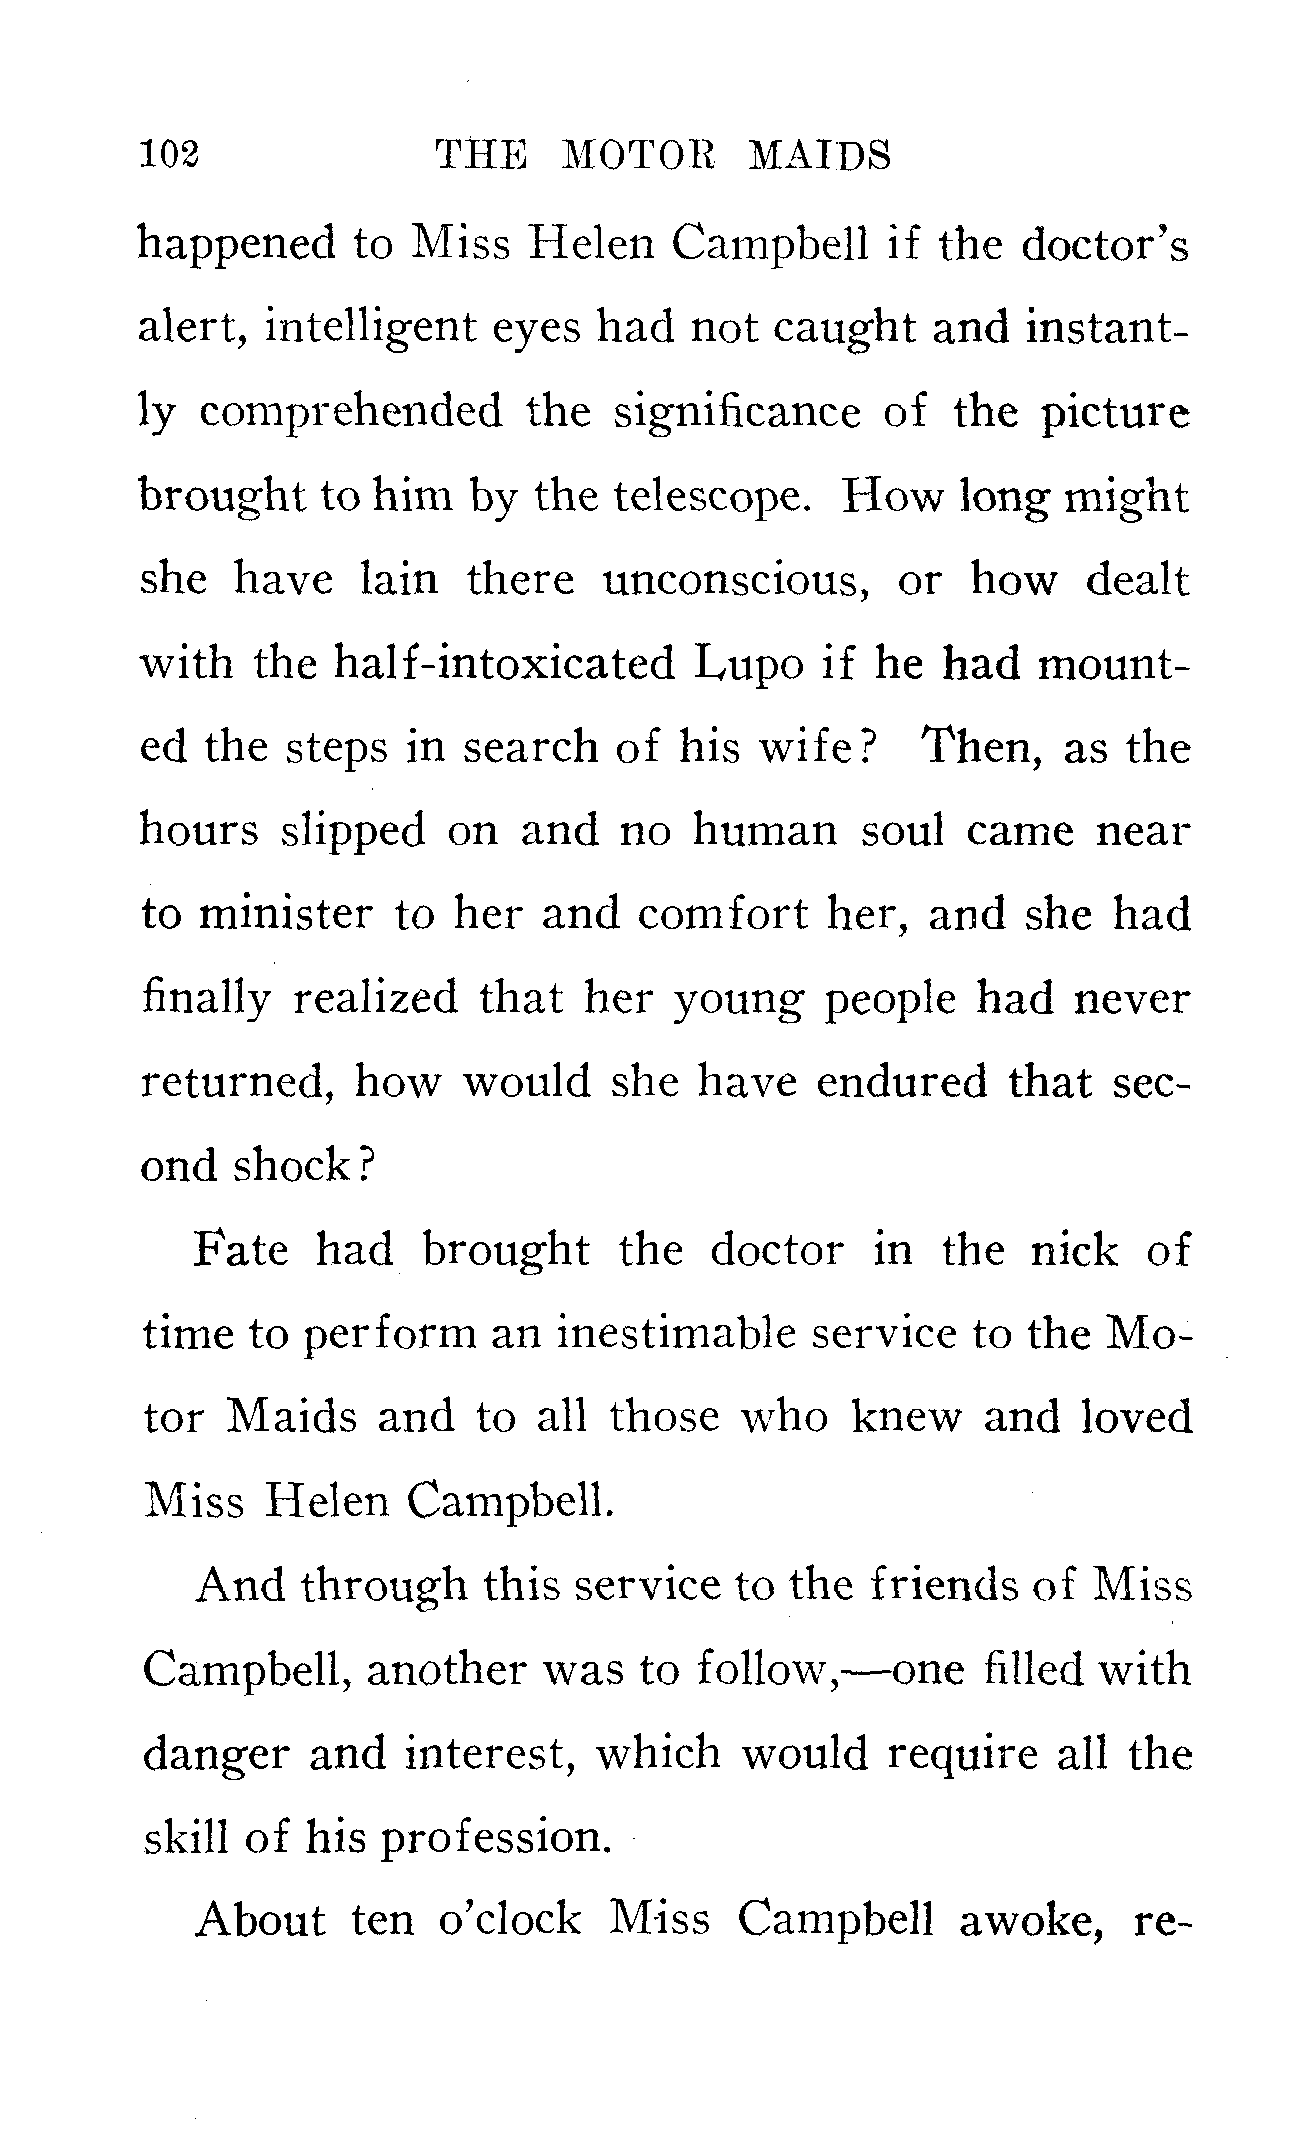 102 THE MOTOR MAIDS
happened to Miss Helen Campbell if the doctor's
alert, intelligent eyes had not caught and instant-
ly comprehended the significance of the picture
brought to him by the telescope. How long might
she have lain there unconscious, or how dealt
with the half-intoxicated Lupo if he had mount-
ed the steps in search of his wife? Then, as the
hours slipped on and no human soul came near
to minister to her and comfort her, and she had
finally realized that her young people had never
returned, how would she have endured that sec-
ond shock?
Fate had brought the doctor in the nick of
time to perform an inestimable service to the Mo-
tor Maids and to all those who knew and loved
Miss Helen Campbell.
And through this service to the friends of Miss
Campbell, another was to follow,—one filled with
danger and interest, which would require all the
skill of his profession.
About ten o'clock Miss Campbell awoke, re-